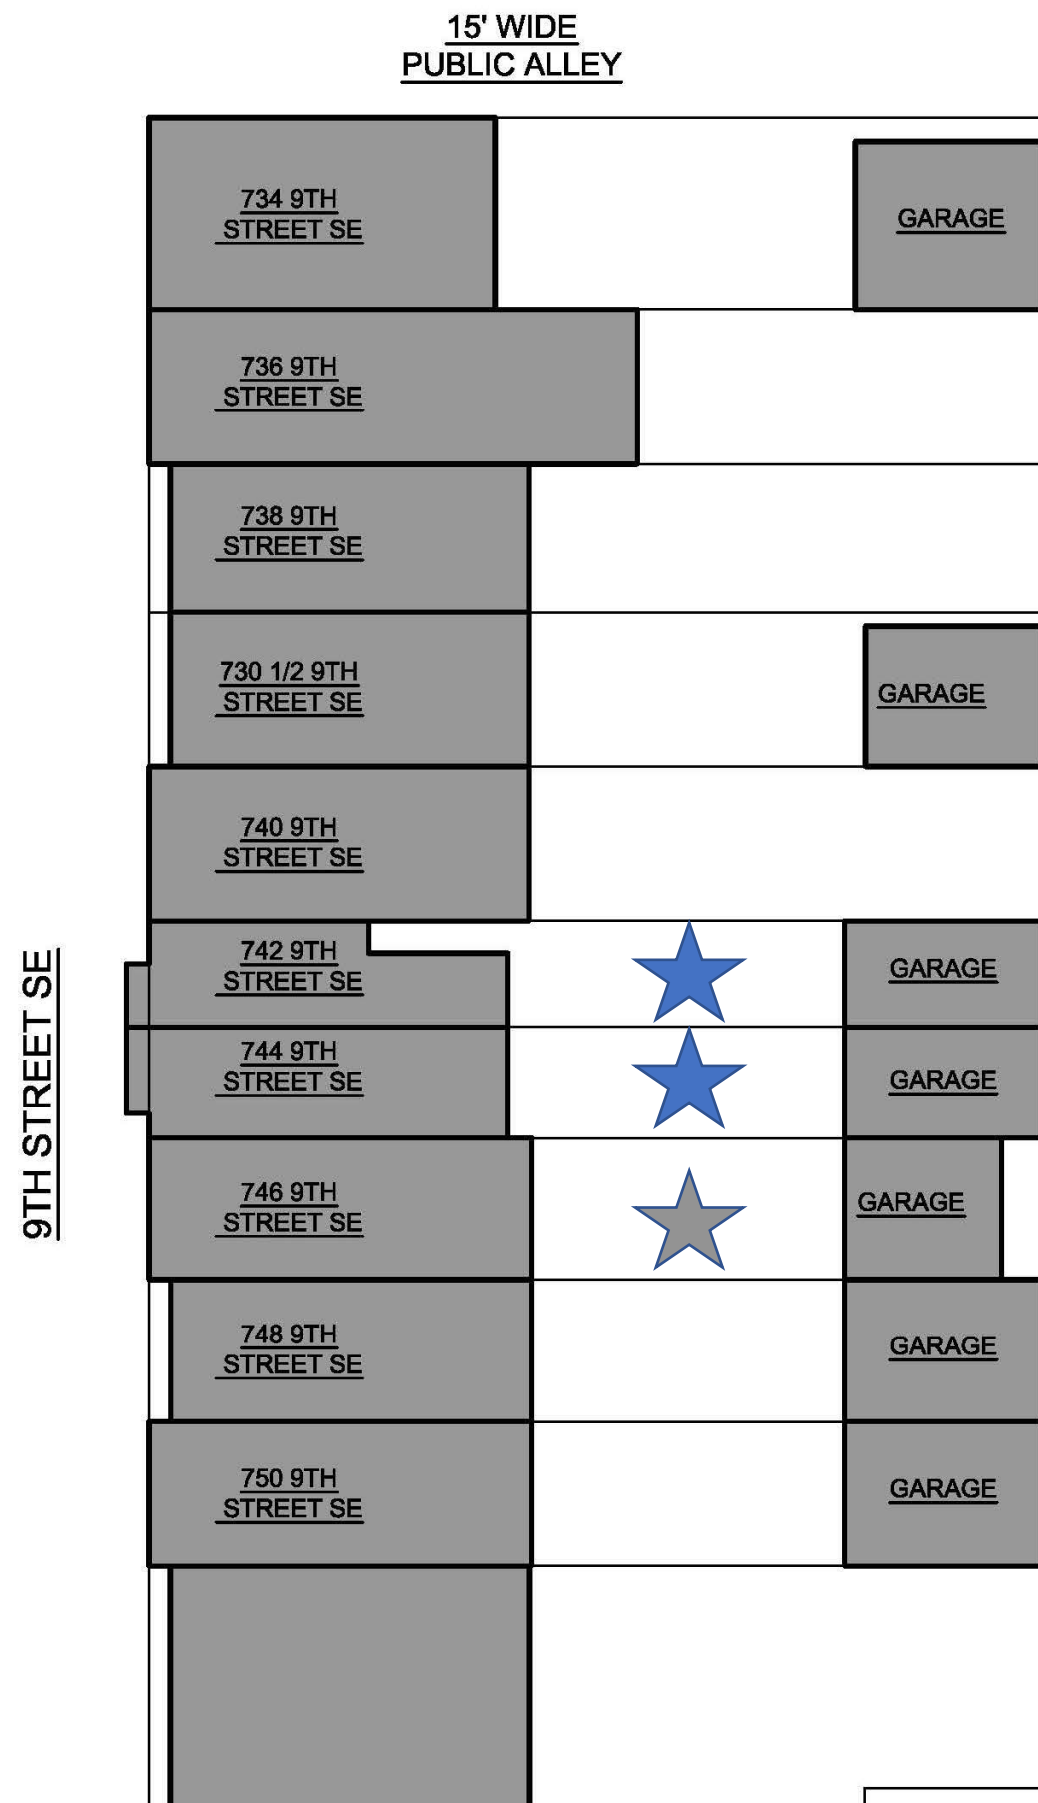 15' WIDE
PUBLIC ALLEY
734 9TH
STREET SE
GARAGE
736 9TH
STREET SE
738 9TH
STREET SE
730 1/2 9TH
STREET SE
GARAGE
740 9TH
STREET SE
9TH STREET SE
742 9TH
STREET SE
GARAGE
744 9TH
STREET SE
GARAGE
746 9TH
STREET SE
GARAGE
748 9TH
STREET SE
GARAGE
750 9TH
STREET SE
GARAGE